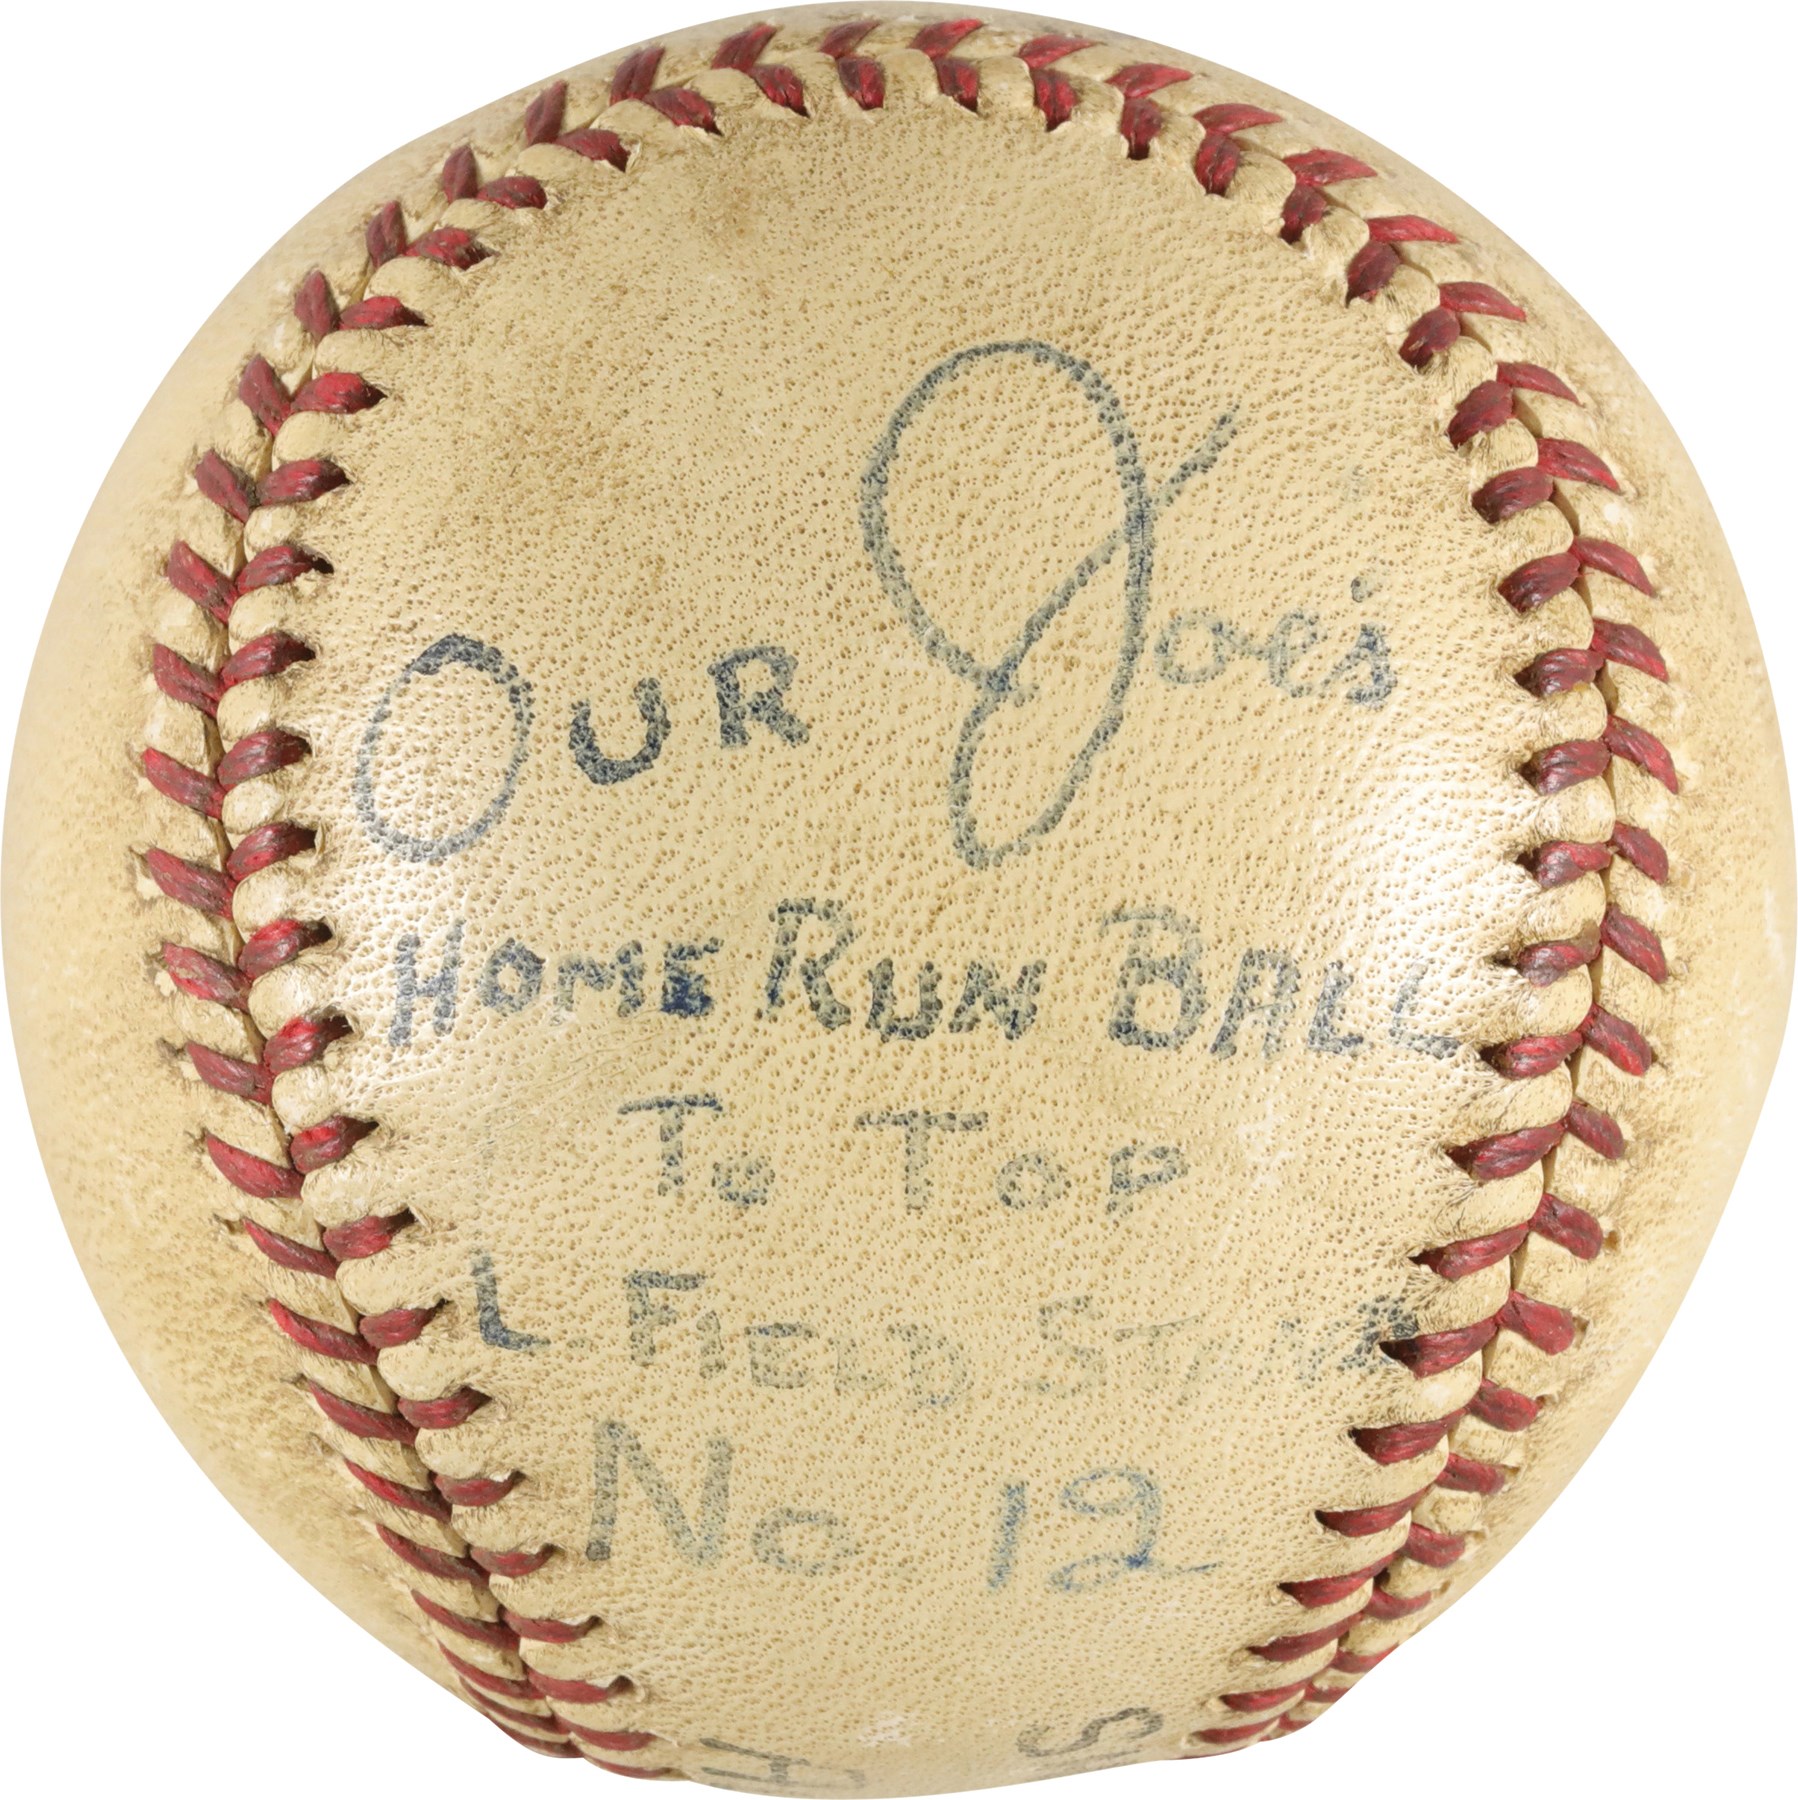 OUR Joe's
HOME RUN BALL
To TOP
L. FIELD STAND
No 12